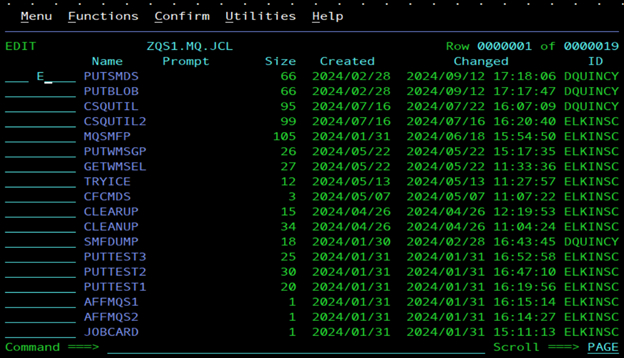 Menu Functions Confirm Utilities Help
EDIT ZQS1.MQ.JCL Row 0000001 of 0000019
Name Prompt Size Created Changed ID
E PUTSMDS 66 2024/02/28 2024/09/12 17:18:06 DQUINCY
PUTBLOB 66 2024/02/28 2024/09/12 17:17:47 DQUINCY
CSQUTIL 95 2024/07/16 2024/07/22 16:07:09 DQUINCY
CSQUTIL2 99 2024/07/16 2024/07/16 16:20:40 ELKINSC
MQSMFP 105 2024/01/31 2024/06/18 15:54:50 ELKINSC
PUTWMSGP 26 2024/05/22 2024/05/22 15:17:35 ELKINSC
GETWMSEL 27 2024/05/22 2024/05/22 11:33:36 ELKINSC
TRYICE 12 2024/05/13 2024/05/13 11:27:57 ELKINSC
CFCMDS 3 2024/05/07 2024/05/07 11:07:22 ELKINSC
CLEARUP 15 2024/04/26 2024/04/26 12:19:53 ELKINSC
CLEANUP 34 2024/04/26 2024/04/26 11:04:24 ELKINSC
SMFDUMP 18 2024/01/30 2024/02/28 16:43:45 DQUINCY
PUTTEST3 25 2024/01/31 2024/01/31 16:52:58 ELKINSC
PUTTEST2 30 2024/01/31 2024/01/31 16:47:10 ELKINSC
PUTTEST1 20 2024/01/31 2024/01/31 16:19:56 ELKINSC
AFFMQS1 1 2024/01/31 2024/01/31 16:15:14 ELKINSC
AFFMQS2 1 2024/01/31 2024/01/31 16:14:27 ELKINSC
JOBCARD 1 2024/01/31 2024/01/31 15:11:13 ELKINSC
Command ===> Scroll ===> PAGE